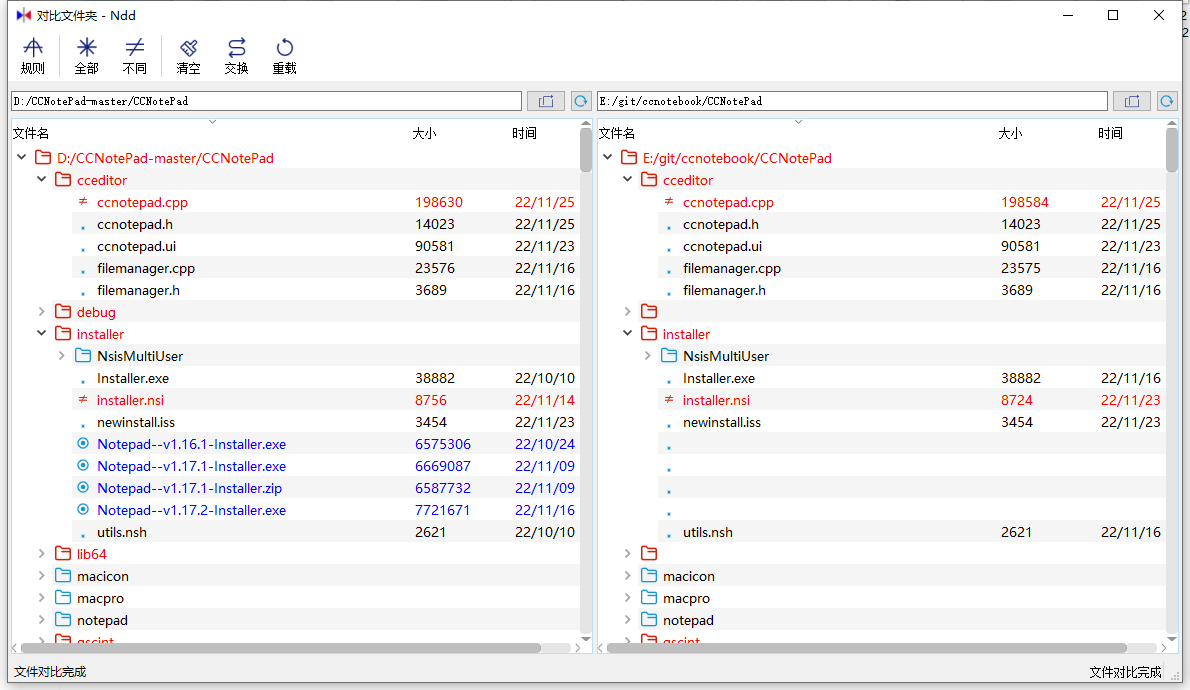 对比文件夹 - Ndd
规则 全部 不同 清空 交换 重载
D:/CCNotePad-master/CCNotePad E:/git/ccnotebook/CCNotePad
文件名 大小 时间 文件名 大小 时间
D:/CCNotePad-master/CCNotePad E:/git/ccnotebook/CCNotePad
cceditor cceditor
≠ ccnotepad.cpp 198630 22/11/25 ≠ ccnotepad.cpp 198584 22/11/25
ccnotepad.h 14023 22/11/25 ccnotepad.h 14023 22/11/25
ccnotepad.ui 90581 22/11/23 ccnotepad.ui 90581 22/11/23
filemanager.cpp 23576 22/11/16 filemanager.cpp 23575 22/11/16
filemanager.h 3689 22/11/16 filemanager.h 3689 22/11/16
debug
installer installer
NsisMultiUser NsisMultiUser
Installer.exe 38882 22/10/10 Installer.exe 38882 22/11/16
≠ installer.nsi 8756 22/11/14 ≠ installer.nsi 8724 22/11/23
newinstall.iss 3454 22/11/23 newinstall.iss 3454 22/11/23
Notepad--v1.16.1-Installer.exe 6575306 22/10/24
Notepad--v1.17.1-Installer.exe 6669087 22/11/09
Notepad--v1.17.1-Installer.zip 6587732 22/11/09
Notepad--v1.17.2-Installer.exe 7721671 22/11/16
utils.nsh 2621 22/10/10 utils.nsh 2621 22/11/16
lib64
macicon macicon
macpro macpro
notepad notepad
qscint qscint
文件对比完成 文件对比完成